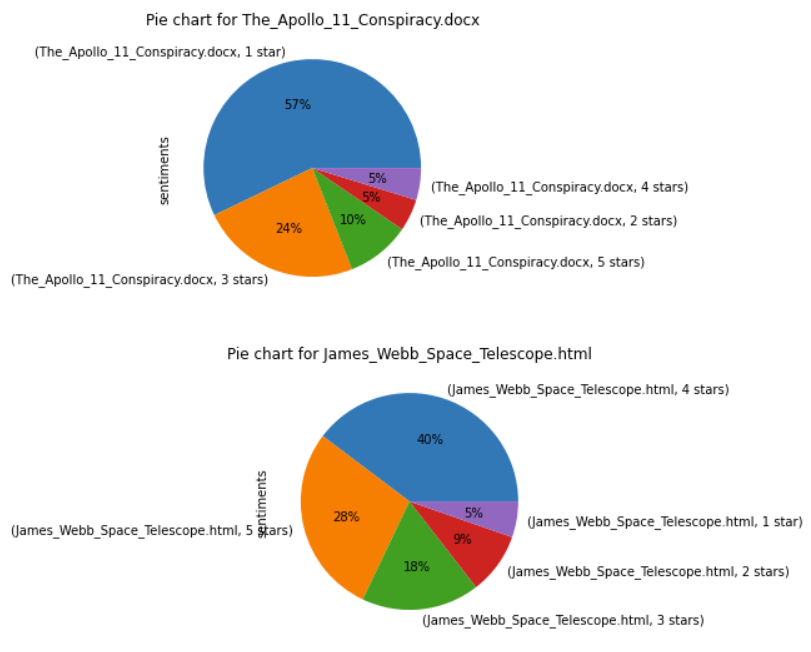 Pie chart for The_Apollo_11_Conspiracy.docx
(The_Apollo_11_Conspiracy.docx, 1 star)
57%
sentiments
5%
(The_Apollo_11_Conspiracy.docx, 4 stars)
5%
(The_Apollo_11_Conspiracy.docx, 2 stars)
10%
24%
(The_Apollo_11_Conspiracy.docx, 5 stars)
(The_Apollo_11_Conspiracy.docx, 3 stars)
Pie chart for James_Webb_Space_Telescope.html
(James_Webb_Space_Telescope.html, 4 stars)
40%
sentiments
28%
5%
(James_Webb_Space_Telescope.html, 1 star)
(James_Webb_Space_Telescope.html, 5 stars)
9%
18%
(James_Webb_Space_Telescope.html, 2 stars)
(James_Webb_Space_Telescope.html, 3 stars)